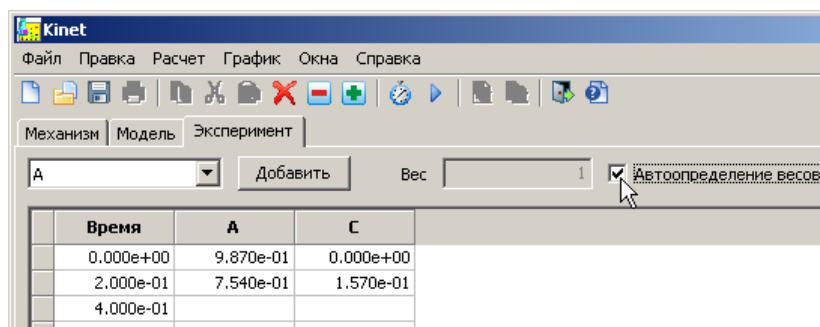 Kinet
Файл Правка Расчет График Окна Справка
Механизм Модель Эксперимент
A Добавить Вес 1 Автоопределение весов
Время A C
0.000e+00 9.870e-01 0.000e+00
2.000e-01 7.540e-01 1.570e-01
4.000e-01